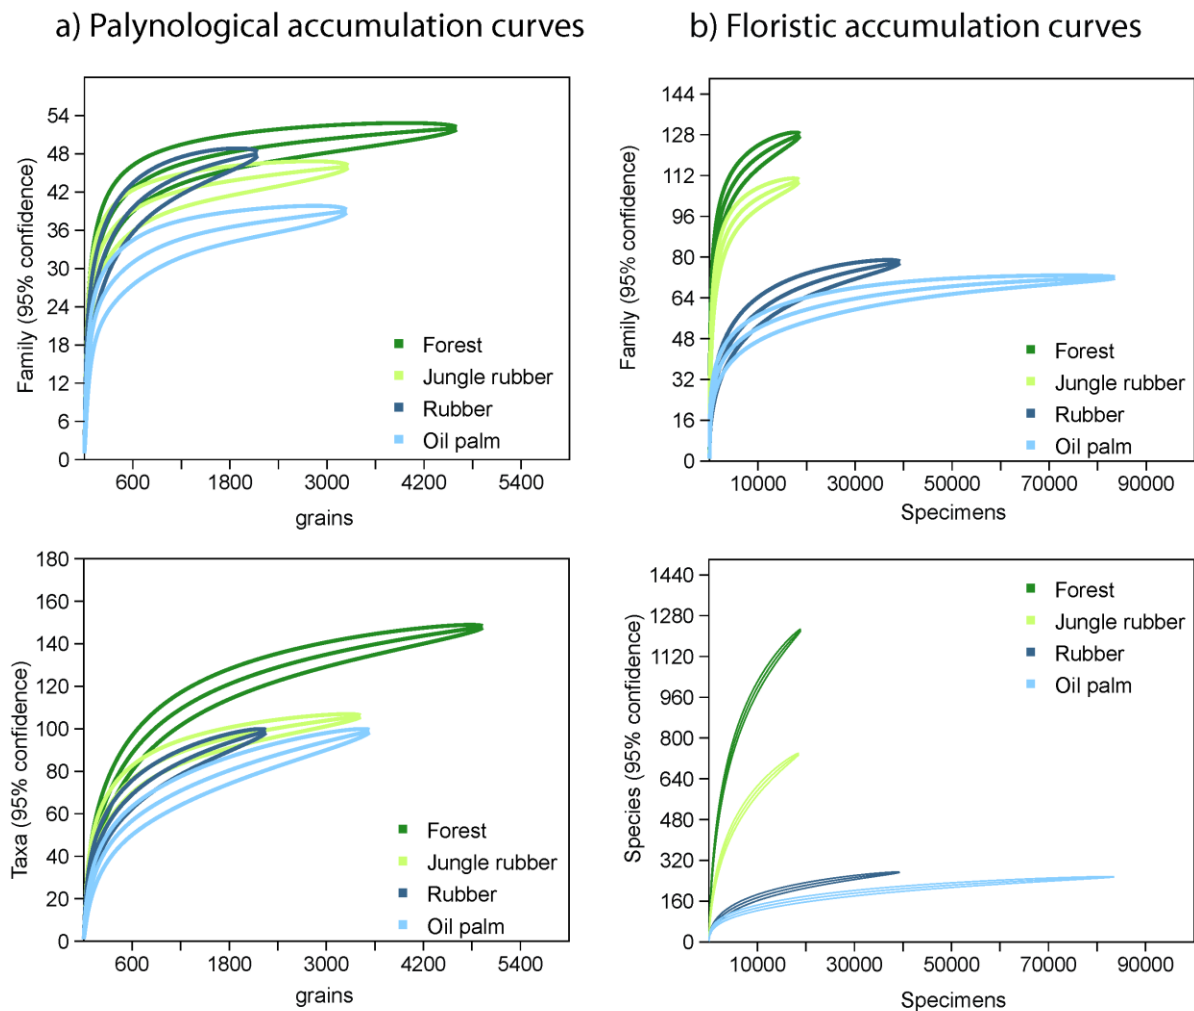 a) Palynological accumulation curves
b) Floristic accumulation curves
Family (95% confidence)
54
48
42
36
30
24
18
12
6
0
Forest
Jungle rubber
Rubber
Oil palm
600 1800 3000 4200 5400
grains
Family (95% confidence)
144
128
112
96
80
64
48
32
16
0
Forest
Jungle rubber
Rubber
Oil palm
10000 30000 50000 70000 90000
Specimens
Taxa (95% confidence)
180
160
140
120
100
80
60
40
20
0
Forest
Jungle rubber
Rubber
Oil palm
600 1800 3000 4200 5400
grains
Species (95% confidence)
1440
1280
1120
960
800
640
480
320
160
0
Forest
Jungle rubber
Rubber
Oil palm
10000 30000 50000 70000 90000
Specimens